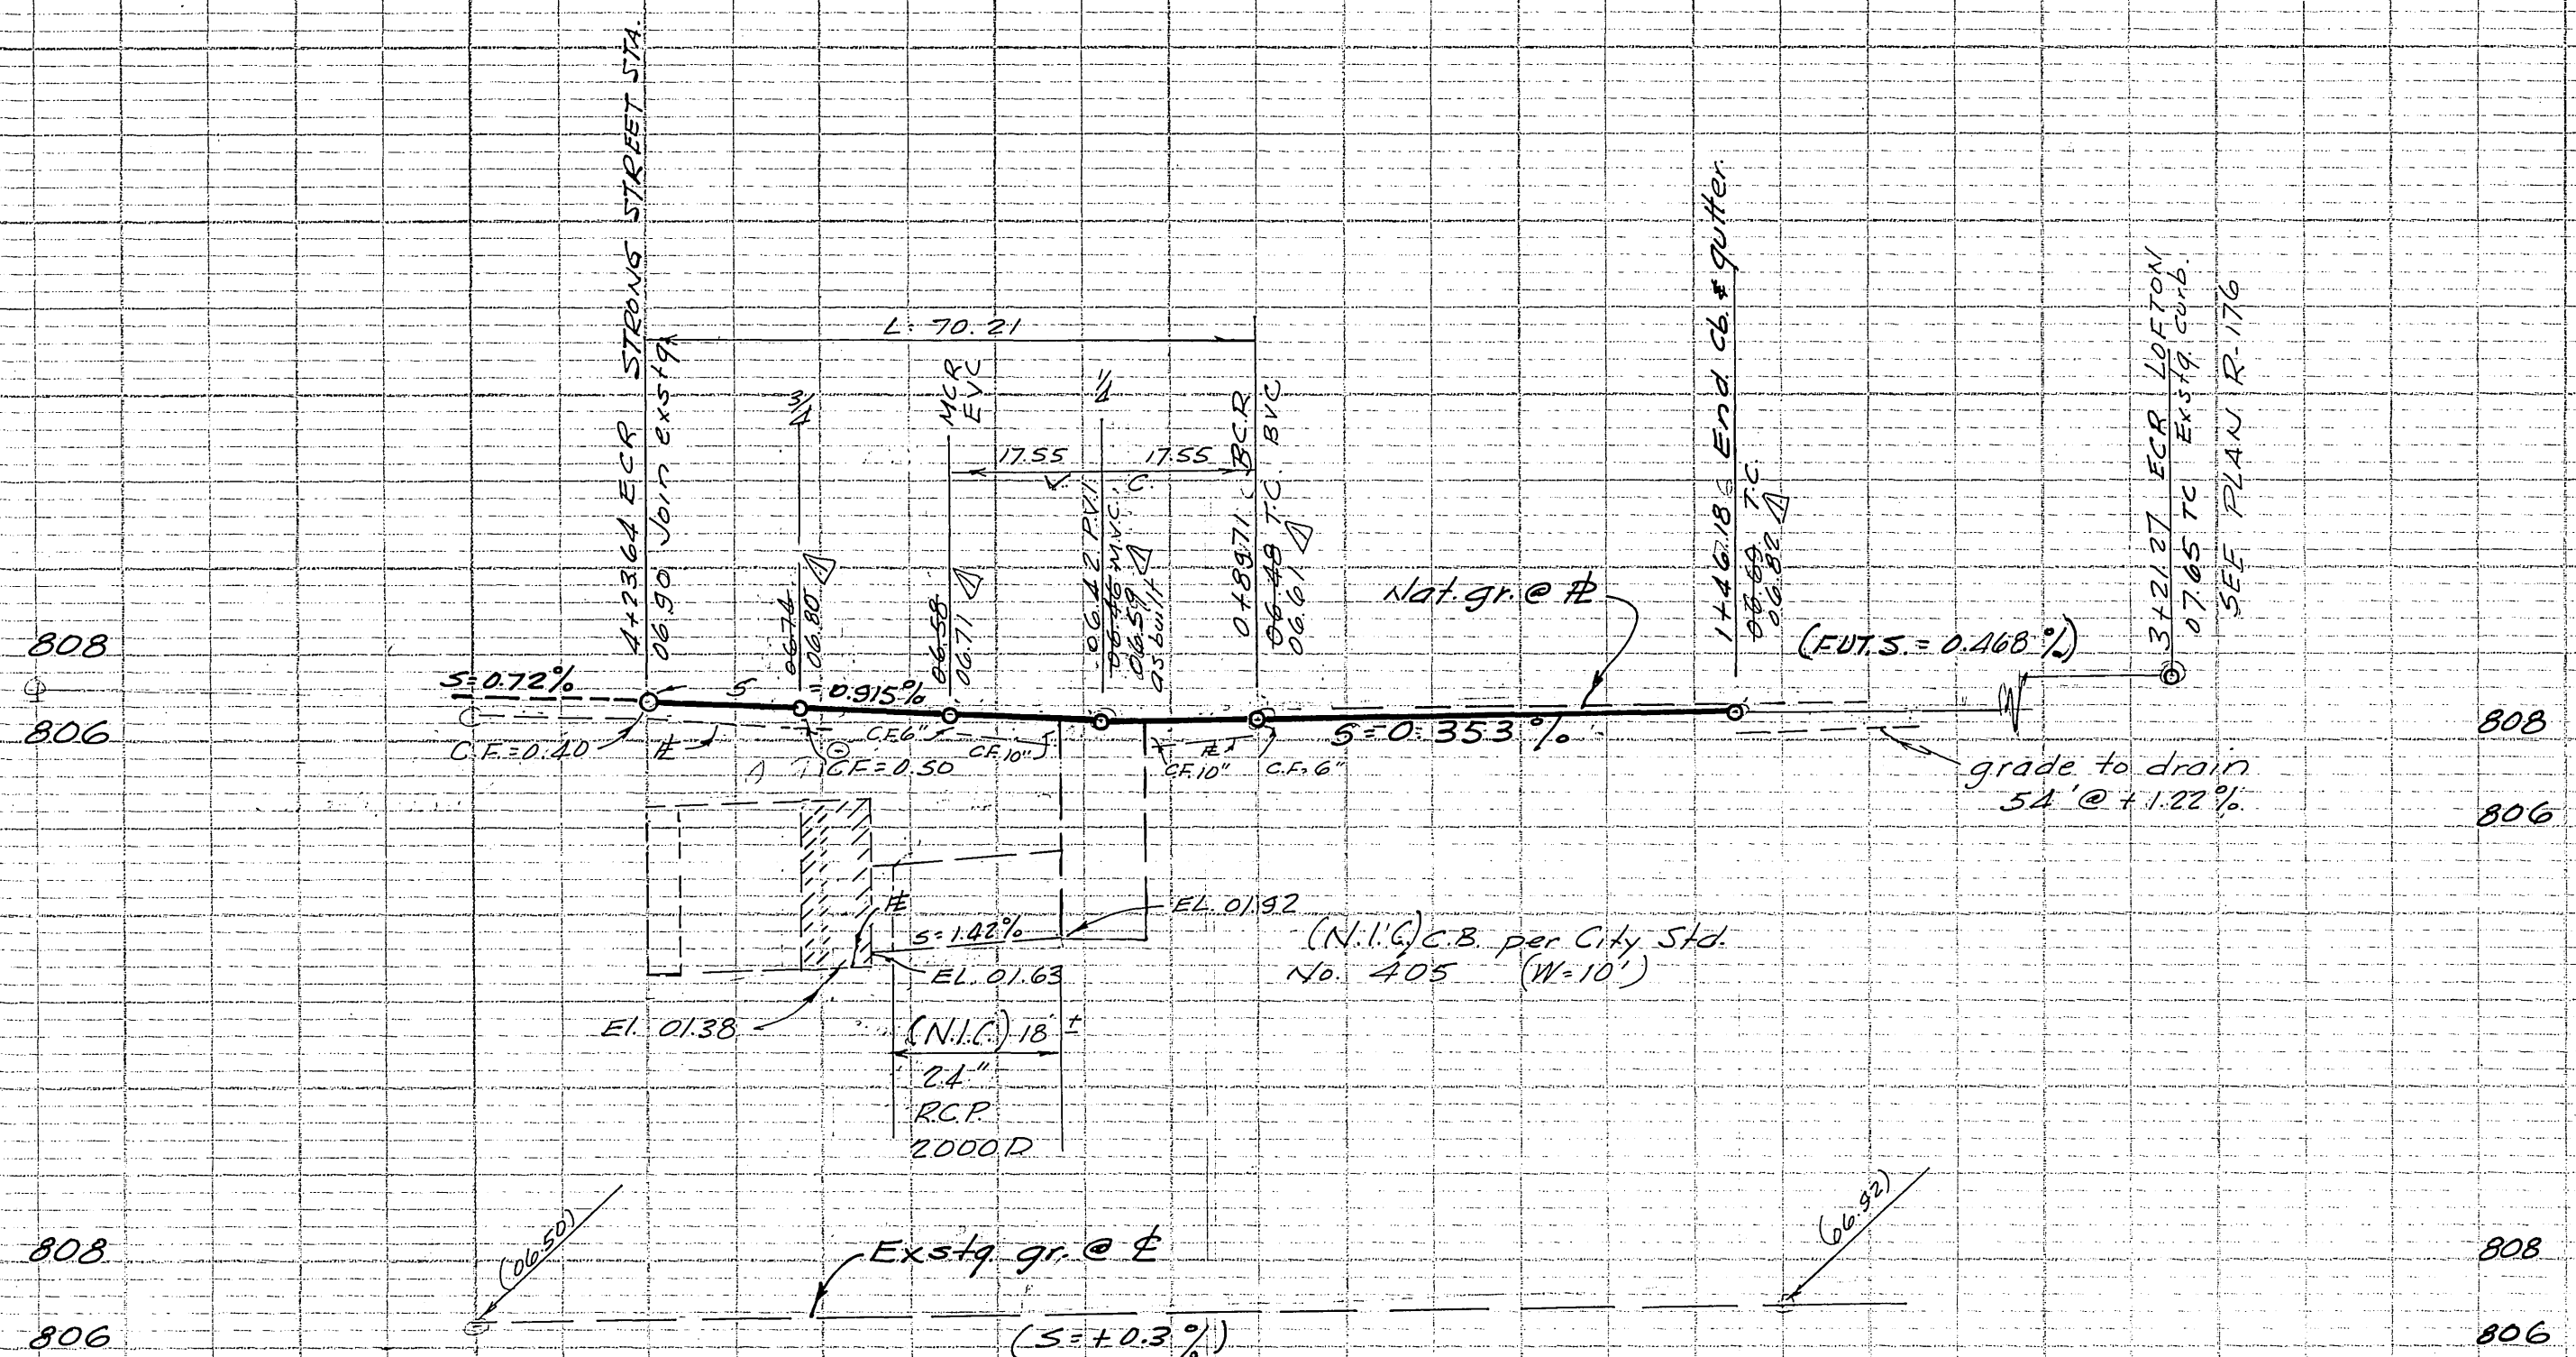 4+23.64 ECR STRONG STREET STA.
06.90 Join exstg.
L= 70.21
3/4
06.74
06.80
MCR
EVC
06.58
06.71
17.55 17.55
V. C.
1/4
06.42 P.V.I.
06.46 M.V.C.
06.59
as built
0+89.71 B.C.R
06.48 T.C. BVC
06.61
1+46.18 End Cb. & gutter.
06.69 T.C.
06.82
3+21.27 ECR LOFTON
07.65 TC Exstg. curb.
SEE PLAN R-176
Nat. gr. @ ⅊
(FUT. S. = 0.468 %)
808
806
S=0.72%
S =0.915%
S=0.353 %
808
806
C.F.=0.40
⅊
C.F.=0.50
C.F.6"
C.F.10"
C.F.10"
⅊
C.F. 6"
grade to drain
54' @ +1.22%
⅊
S=1.42%
EL. 01.92
EL. 01.63
El. 01.38
(N.I.C.) C.B. per City Std.
No. 405 (W=10')
(N.I.C.) 18' ±
24"
R.C.P.
2000 D
808
806
(06.50)
Exstg. gr. @ ℄
(S=+0.3%)
(06.92)
808
806